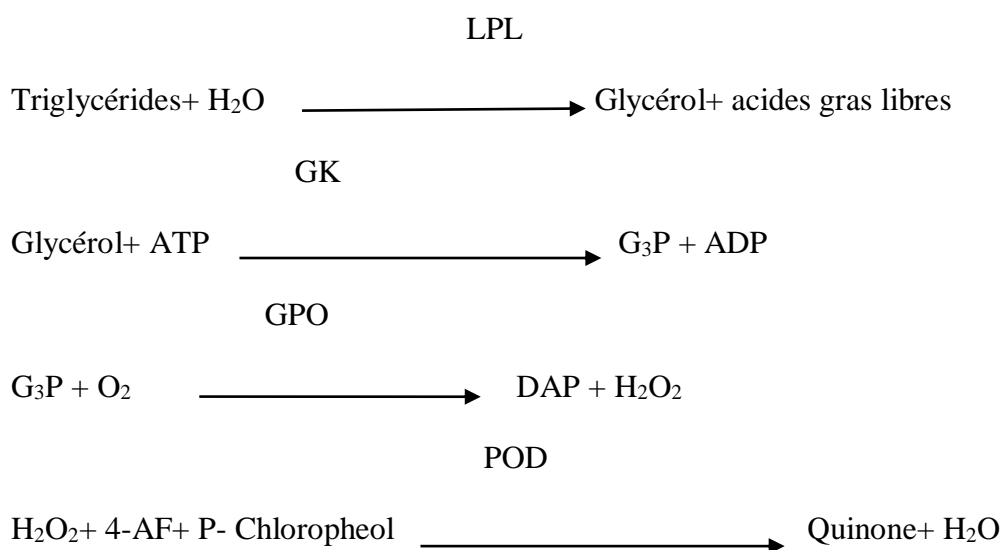 LPL
Triglycérides+ H₂O Glycérol+ acides gras libres
GK
Glycérol+ ATP G₃P + ADP
GPO
G₃P + O₂ DAP + H₂O₂
POD
H₂O₂+ 4-AF+ P- Chloropheol Quinone+ H₂O